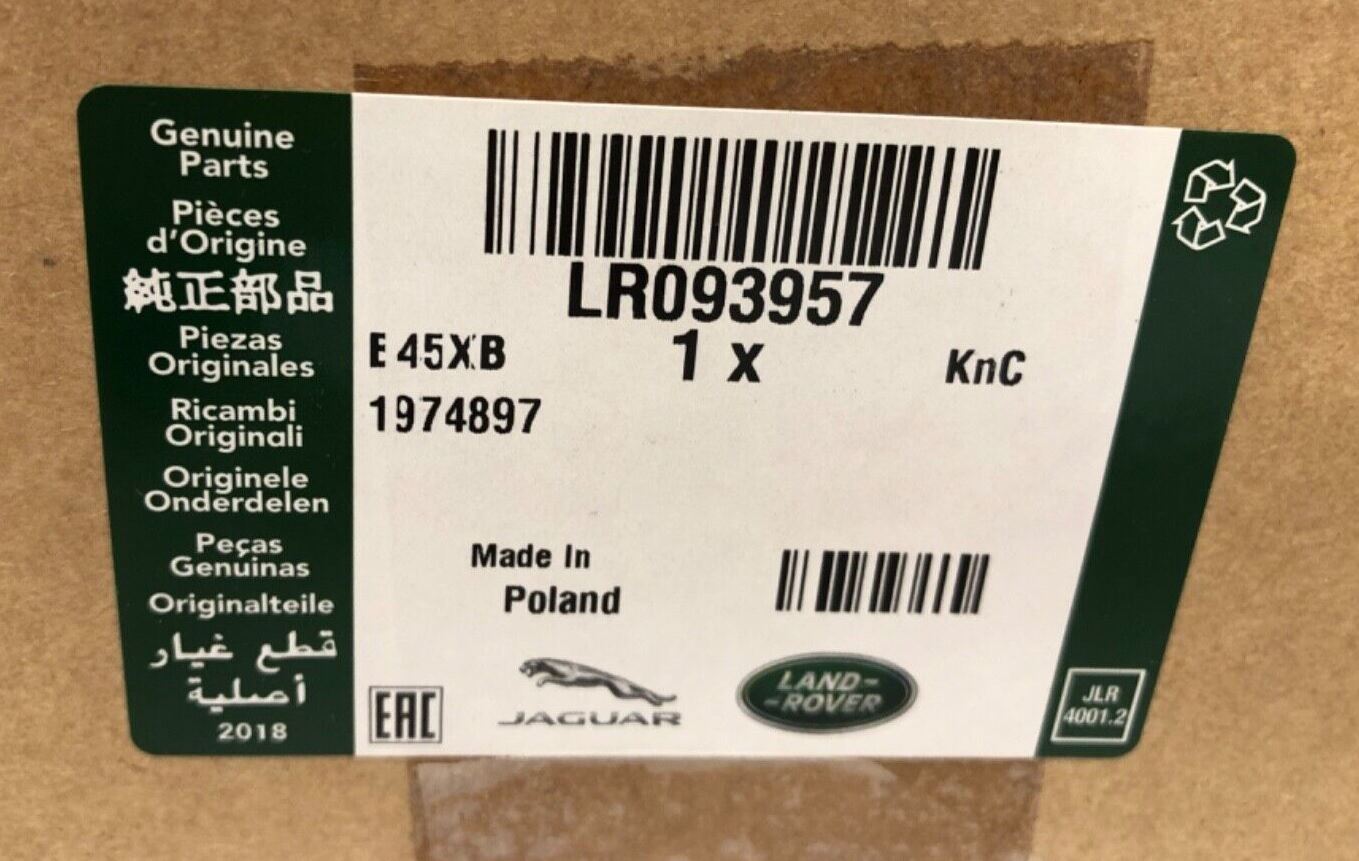 Genuine
Parts
Pièces
d'Origine
純正部品
Piezas
Originales
Ricambi
Originali
Originele
Onderdelen
Peças
Genuinas
Originalteile
قطع غيار
أصلية
2018
LR093957
E 45XB
1 x
KnC
1974897
Made In
Poland
EAC
JAGUAR
LAND-
-ROVER
JLR
4001.2